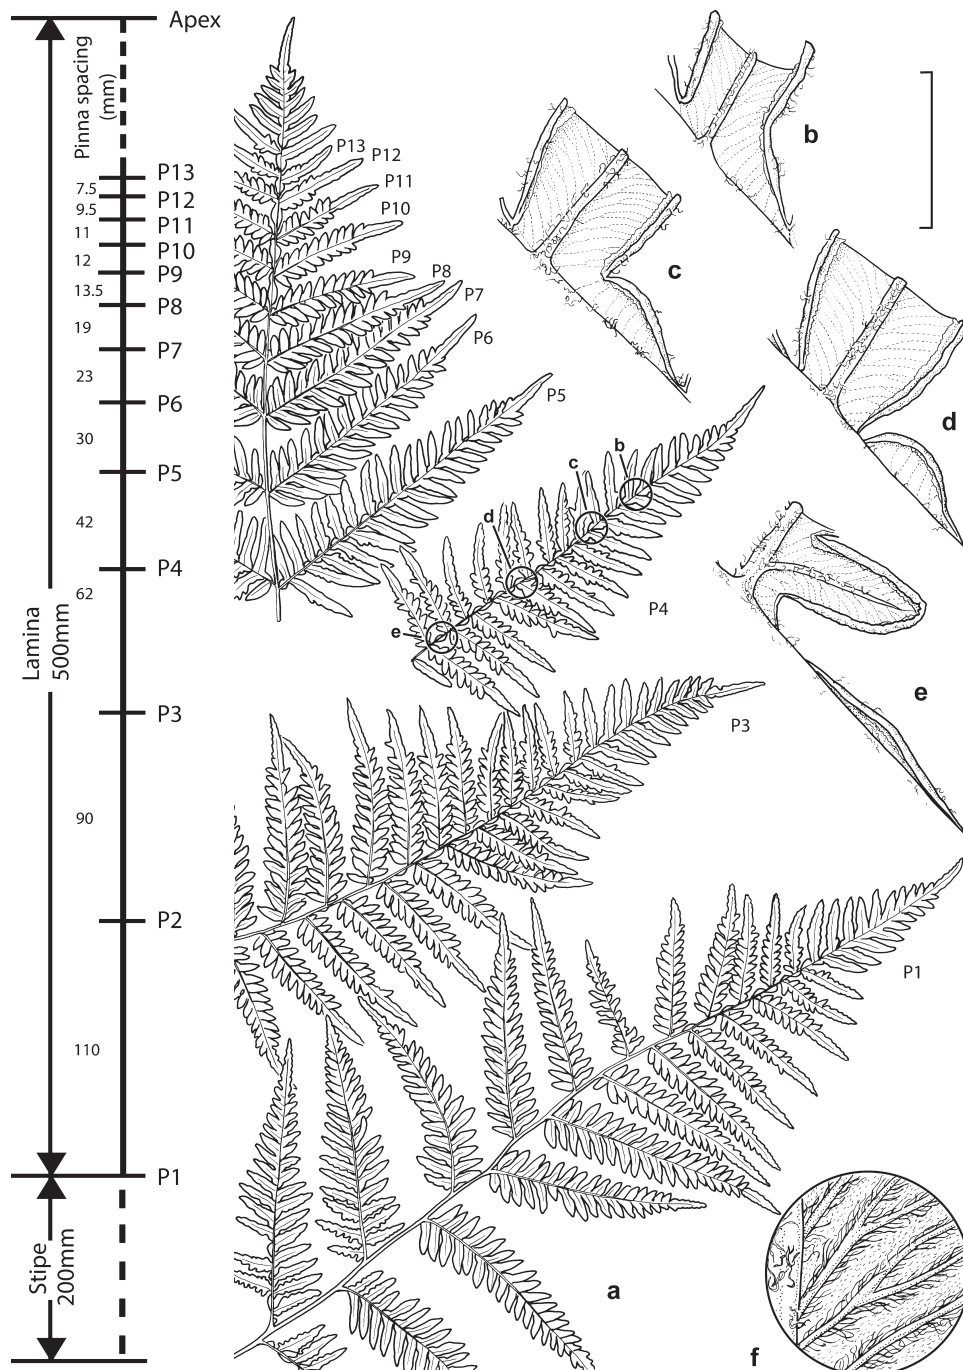 Apex
Pinna spacing
(mm)
P13
7.5
P12
9.5
P11
11
P10
12
P9
13.5
P8
19
P7
23
P6
30
P5
42
P4
62
P3
90
P2
110
P1
Lamina
500mm
Stipe
200mm
P13
P12
P11
P10
P9
P8
P7
P6
P5
b
c
d
e
P4
P3
P1
a
b
c
d
e
f